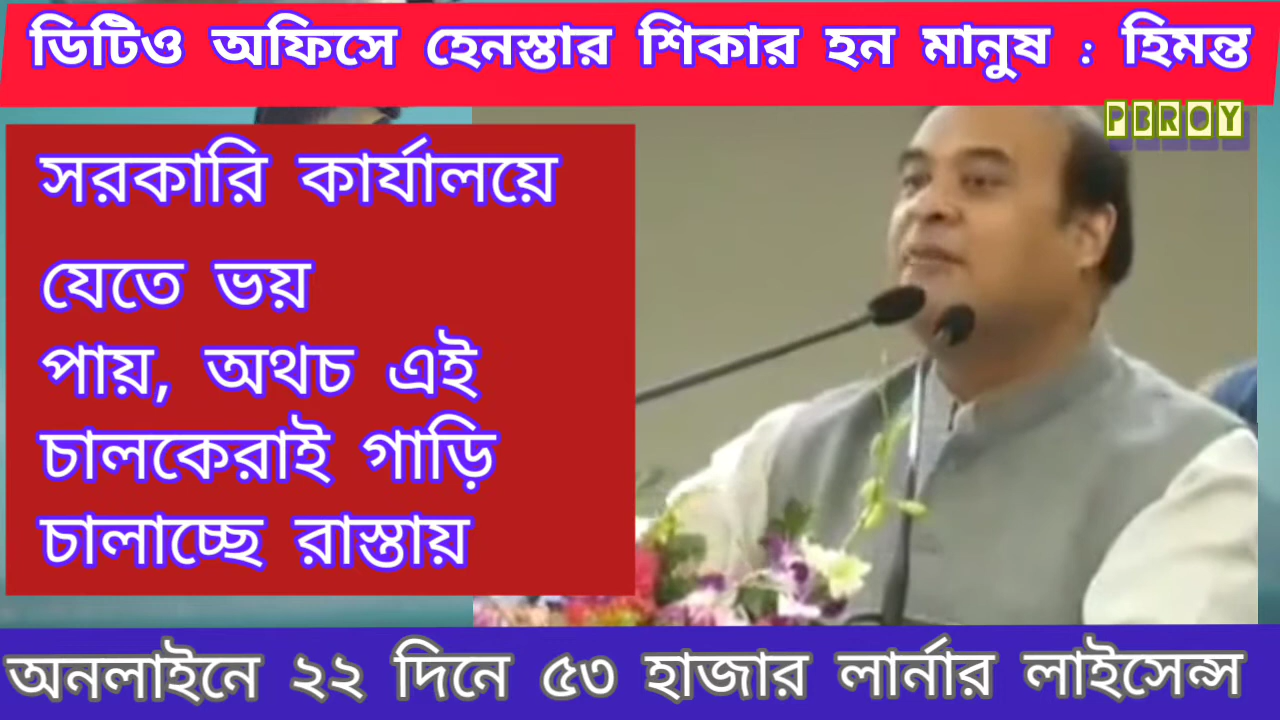 ডিটিও অফিসে হেনস্তার শিকার হন মানুষ : হিমন্ত
PBROY
সরকারি কার্যালয়ে
যেতে ভয়
পায়, অথচ এই
চালকেরাই গাড়ি
চালাচ্ছে রাস্তায়
অনলাইনে ২২ দিনে ৫৩ হাজার লার্নার লাইসেন্স